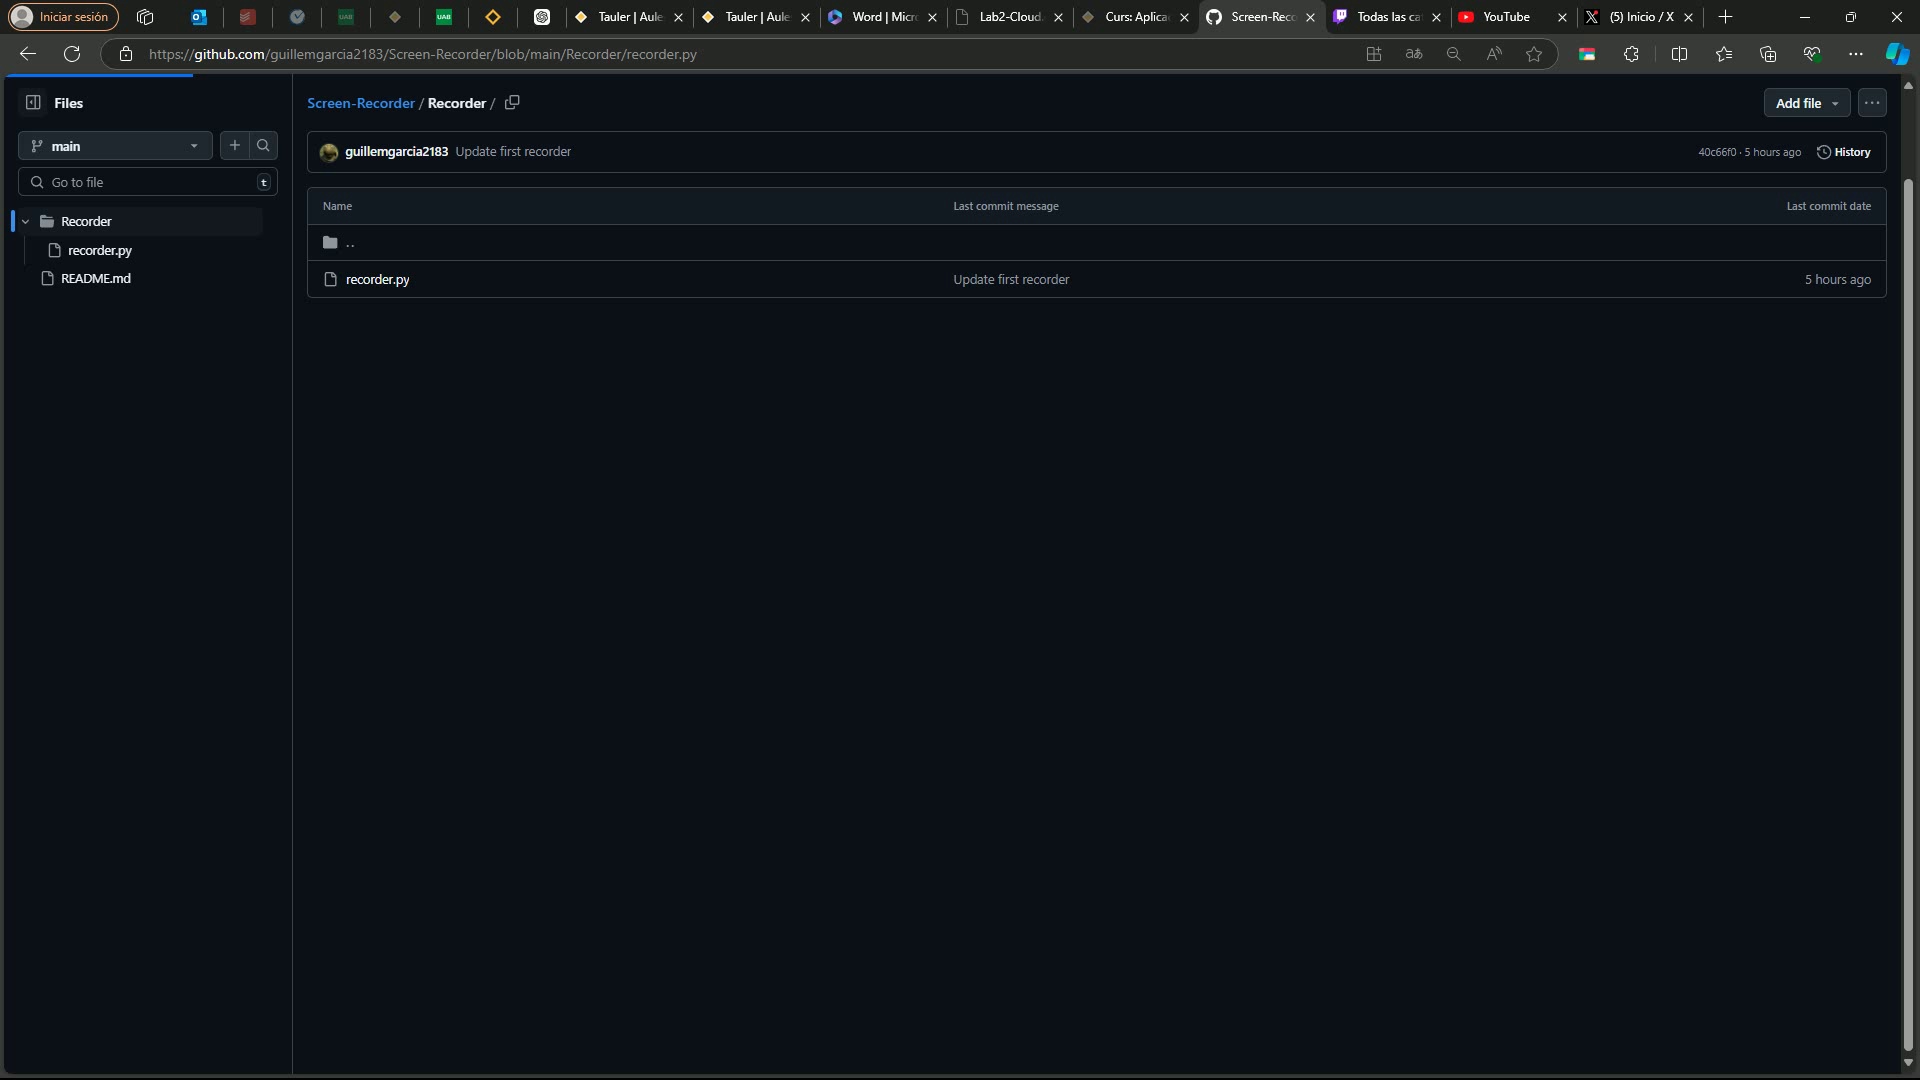 Iniciar sesión
UAB
UAB
Tauler | Aule
Tauler | Aule
Word | Micr
Lab2-Cloud.
Curs: Aplica
Screen-Reco
Todas las ca
YouTube
(5) Inicio / X
https://github.com/guillemgarcia2183/Screen-Recorder/blob/main/Recorder/recorder.py
Files
Screen-Recorder / Recorder /
Add file
main
guillemgarcia2183 Update first recorder
40c66f0 · 5 hours ago
History
Go to file
t
Name
Last commit message
Last commit date
Recorder
..
recorder.py
README.md
recorder.py
Update first recorder
5 hours ago